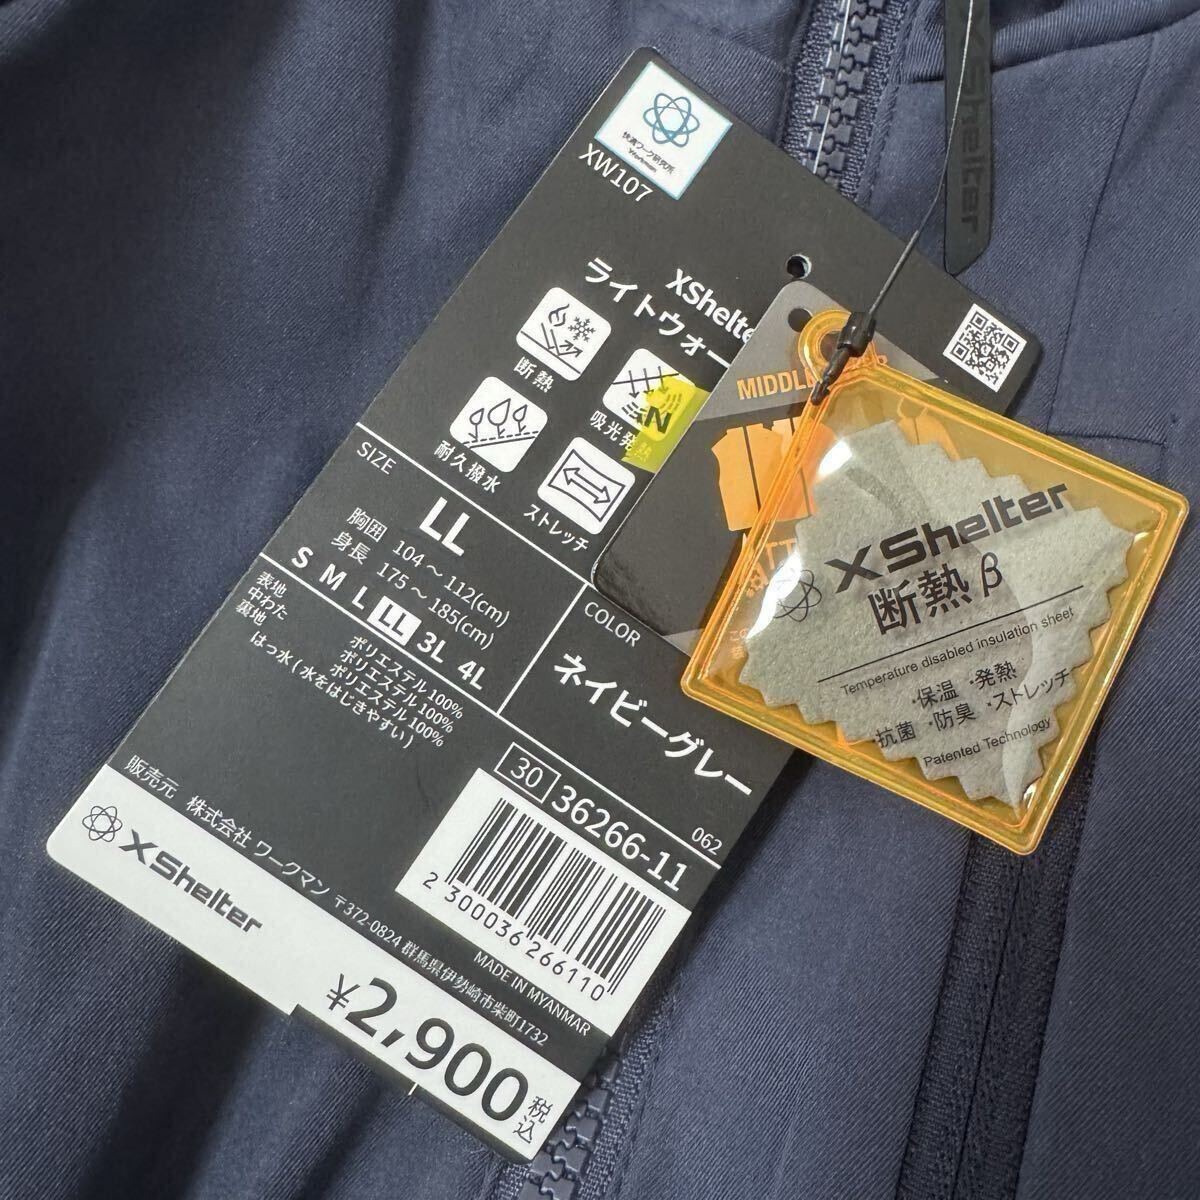 快適ワーク研究所
Workman
XW107
XShelte
ライトウォー
断熱
吸光発熱
耐久撥水
ストレッチ
N
SIZE
LL
胸囲 104～112(cm)
身長 175～185(cm)
S M L LL 3L 4L
表地 ポリエステル100%
中わた ポリエステル100%
裏地 ポリエステル100%
はっ水(水をはじきやすい)
COLOR
ネイビーグレー
062
30 36266-11
2 300036 266110
販売元 株式会社ワークマン 〒372-0824 群馬県伊勢崎市柴町1732
MADE IN MYANMAR
XShelter
¥2,900 税込
MIDDLE
XShelter
断熱β
Temperature disabled insulation sheet
・保温 ・発熱
・抗菌 ・防臭 ・ストレッチ
Patented Technology
XShelter